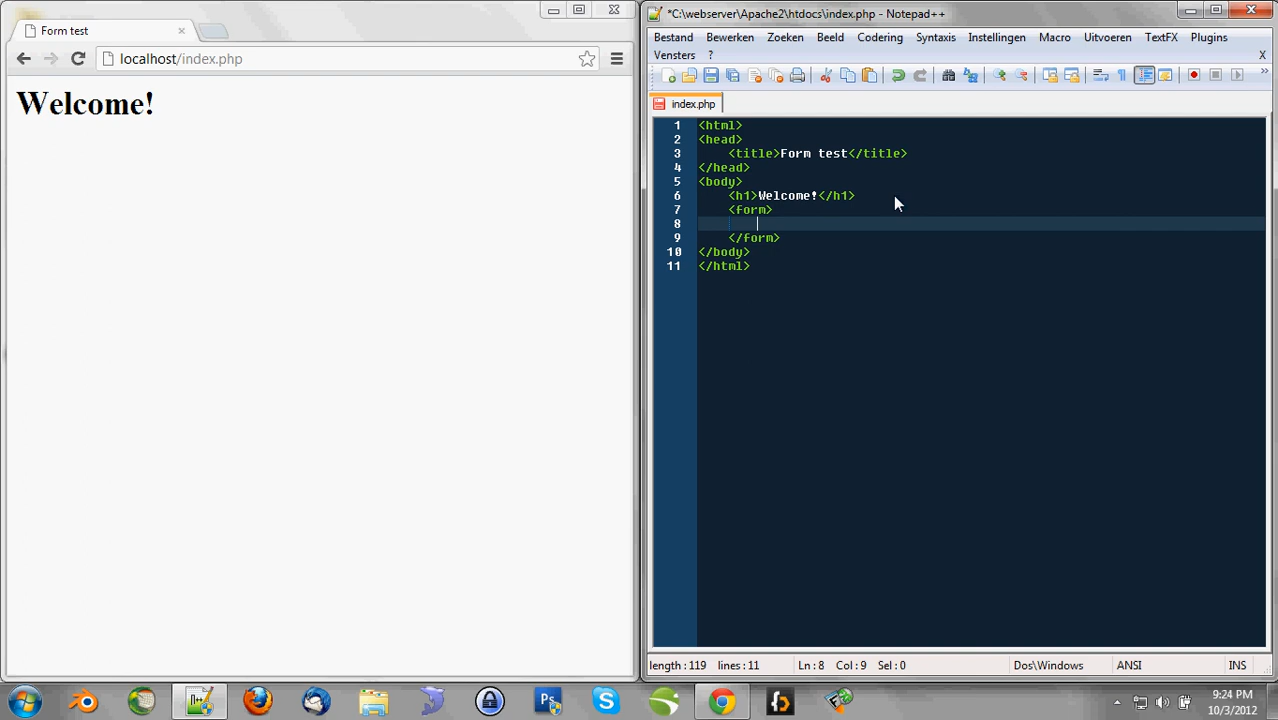 Form test
localhost/index.php
Welcome!
*C:\webserver\Apache2\htdocs\index.php - Notepad++
Bestand Bewerken Zoeken Beeld Codering Syntaxis Instellingen Macro Uitvoeren TextFX Plugins
Vensters ? X
index.php
1 <html>
2 <head>
3 <title>Form test</title>
4 </head>
5 <body>
6 <h1>Welcome!</h1>
7 <form>
8
9 </form>
10 </body>
11 </html>
length : 119 lines : 11 Ln : 8 Col : 9 Sel : 0 Dos\Windows ANSI INS
Ps
9:24 PM
10/3/2012